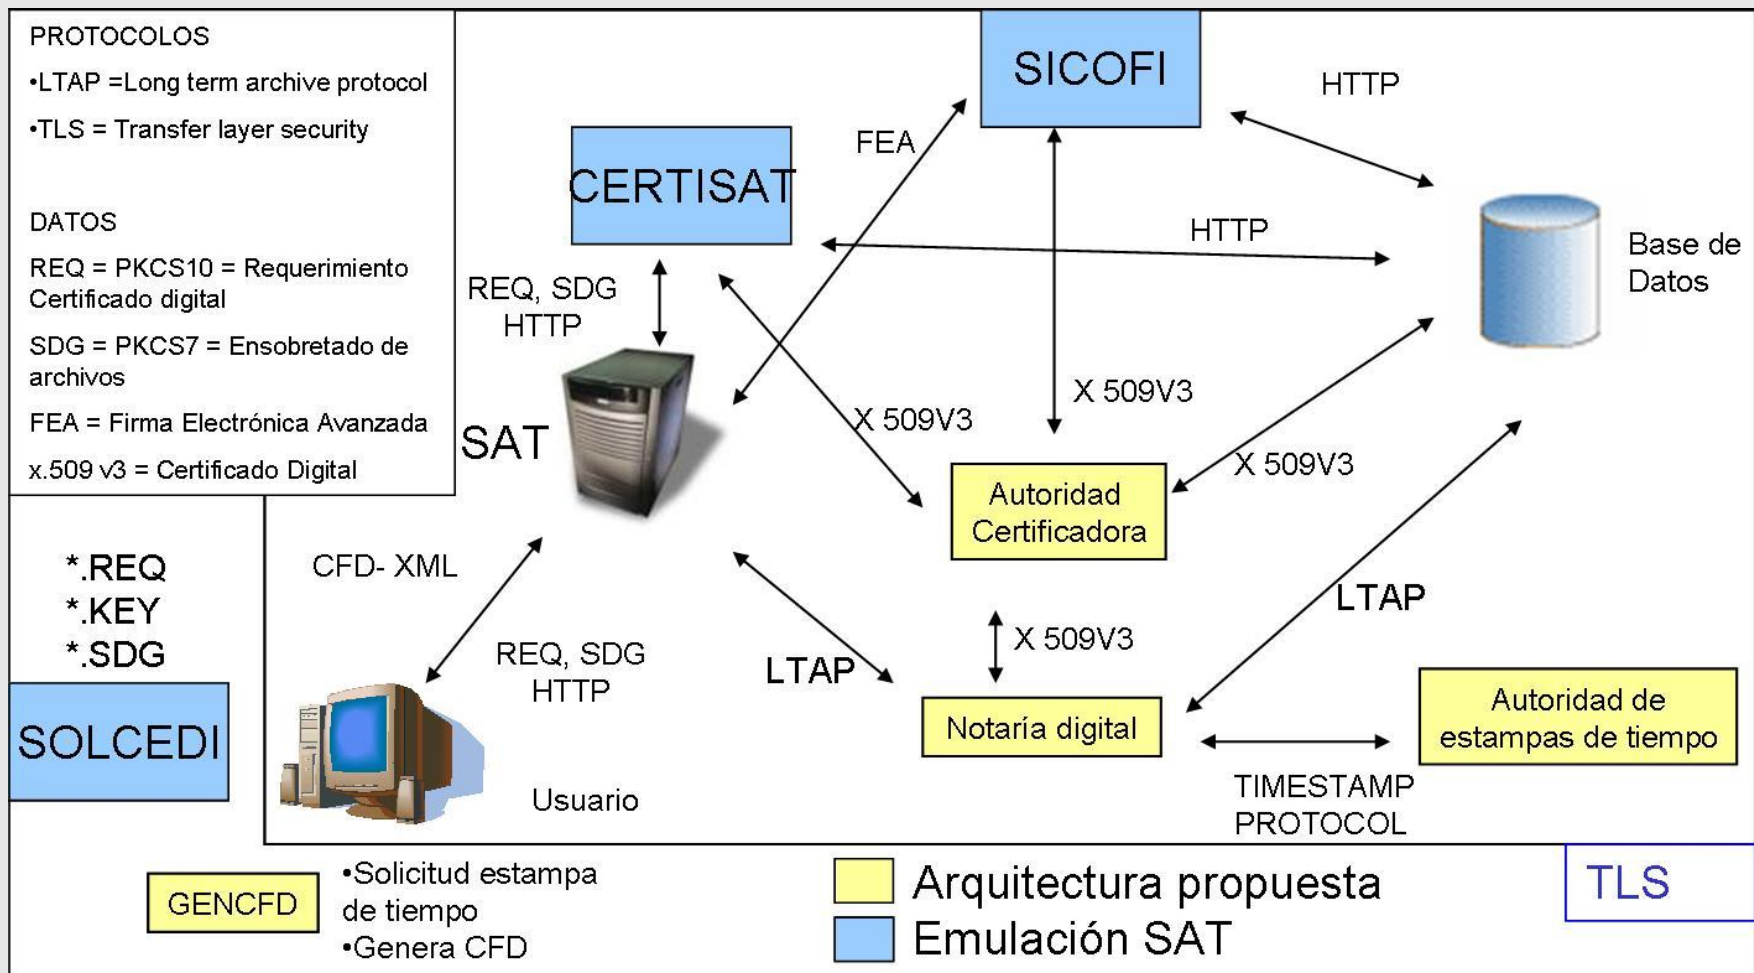 PROTOCOLOS
•LTAP =Long term archive protocol
•TLS = Transfer layer security
DATOS
REQ = PKCS10 = Requerimiento
Certificado digital
SDG = PKCS7 = Ensobretado de
archivos
FEA = Firma Electrónica Avanzada
x.509 v3 = Certificado Digital
SICOFI
HTTP
FEA
CERTISAT
HTTP
Base de
Datos
REQ, SDG
HTTP
X 509V3
X 509V3
X 509V3
SAT
Autoridad
Certificadora
*.REQ
*.KEY
*.SDG
SOLCEDI
CFD- XML
REQ, SDG
HTTP
Usuario
LTAP
X 509V3
LTAP
Notaría digital
Autoridad de
estampas de tiempo
TIMESTAMP
PROTOCOL
GENCFD
•Solicitud estampa
de tiempo
•Genera CFD
Arquitectura propuesta
Emulación SAT
TLS